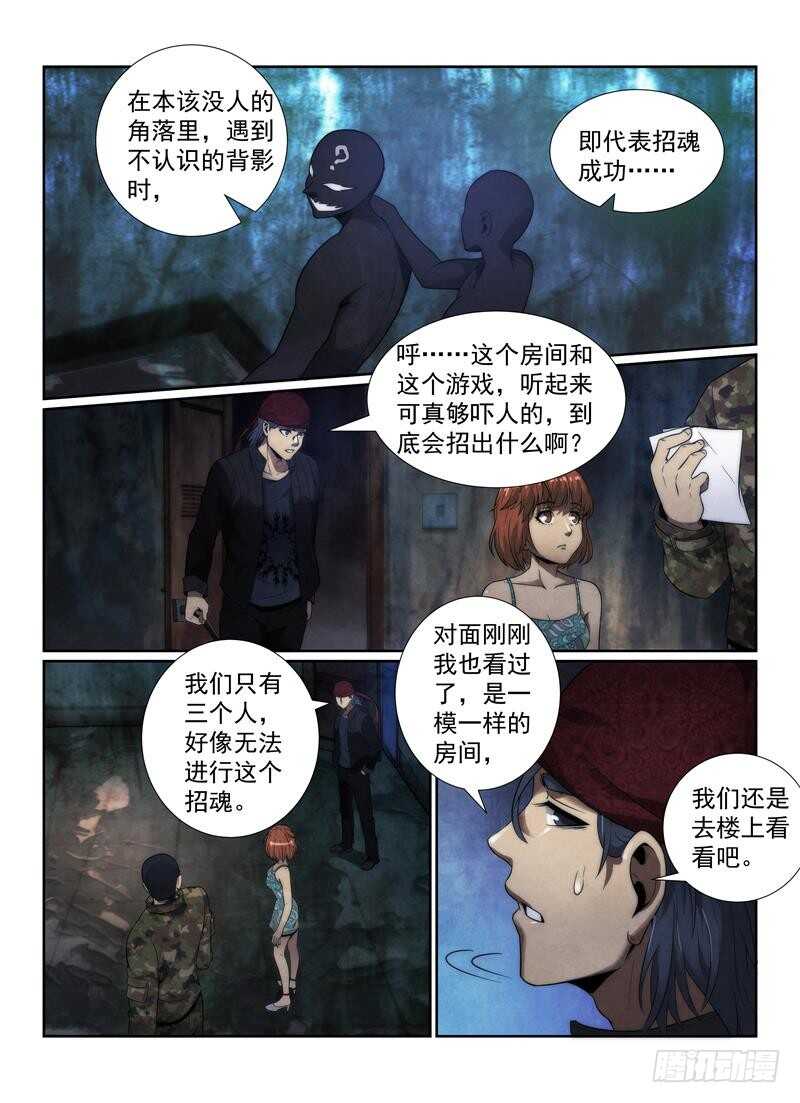 在本该没人的
角落里，遇到
不认识的背影
时，
即代表招魂
成功……
呼……这个房间和
这个游戏，听起来
可真够吓人的，到
底会招出什么啊？
我们只有
三个人，
好像无法
进行这个
招魂。
对面刚刚
我也看过
了，是一
模一样的
房间，
我们还是
去楼上看
看吧。
腾讯动漫